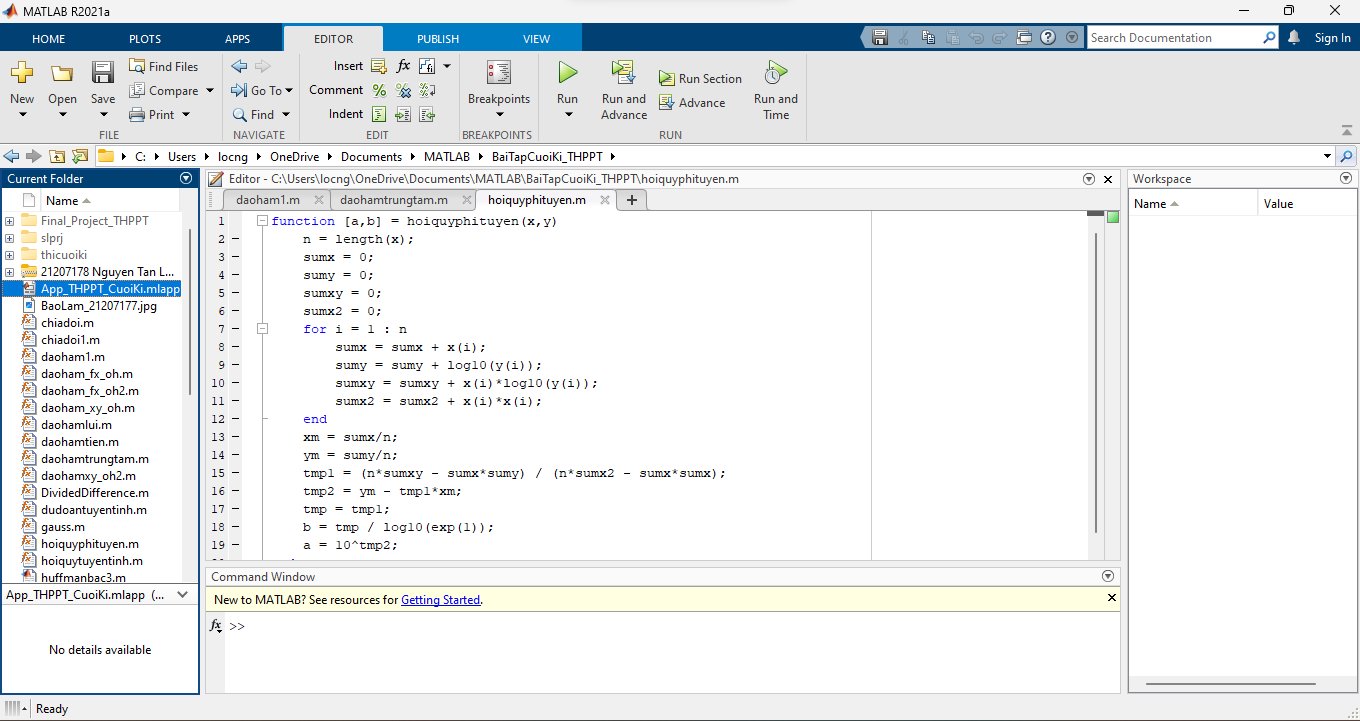 MATLAB R2021a
HOME PLOTS APPS EDITOR PUBLISH VIEW Search Documentation Sign In
New Open Save Find Files Compare Print
FILE
Go To Find
NAVIGATE
Insert fx
Comment %
Indent
EDIT
Breakpoints
BREAKPOINTS
Run Run and Advance Run Section Advance Run and Time
RUN
C: Users locng OneDrive Documents MATLAB BaiTapCuoiKi_THPPT
Current Folder
Name
Final_Project_THPPT
slprj
thicuoiki
21207178 Nguyen Tan L...
App_THPPT_CuoiKi.mlapp
BaoLam_21207177.jpg
chiadoi.m
chiadoi1.m
daoham1.m
daoham_fx_oh.m
daoham_fx_oh2.m
daoham_xy_oh.m
daohamlui.m
daohamtien.m
daohamtrungtam.m
daohamxy_oh2.m
DividedDifference.m
dudoantuyentinh.m
gauss.m
hoiquyphituyen.m
hoiquytuyentinh.m
huffmanbac3.m
App_THPPT_CuoiKi.mlapp (...
No details available
Editor - C:\Users\locng\OneDrive\Documents\MATLAB\BaiTapCuoiKi_THPPT\hoiquyphituyen.m
daoham1.m daohamtrungtam.m hoiquyphituyen.m +
1 function [a,b] = hoiquyphituyen(x,y)
2 – n = length(x);
3 – sumx = 0;
4 – sumy = 0;
5 – sumxy = 0;
6 – sumx2 = 0;
7 – for i = 1 : n
8 – sumx = sumx + x(i);
9 – sumy = sumy + log10(y(i));
10 – sumxy = sumxy + x(i)*log10(y(i));
11 – sumx2 = sumx2 + x(i)*x(i);
12 – end
13 – xm = sumx/n;
14 – ym = sumy/n;
15 – tmp1 = (n*sumxy - sumx*sumy) / (n*sumx2 - sumx*sumx);
16 – tmp2 = ym - tmp1*xm;
17 – tmp = tmp1;
18 – b = tmp / log10(exp(1));
19 – a = 10^tmp2;
Command Window
New to MATLAB? See resources for Getting Started.
fx >>
Workspace
Name Value
Ready